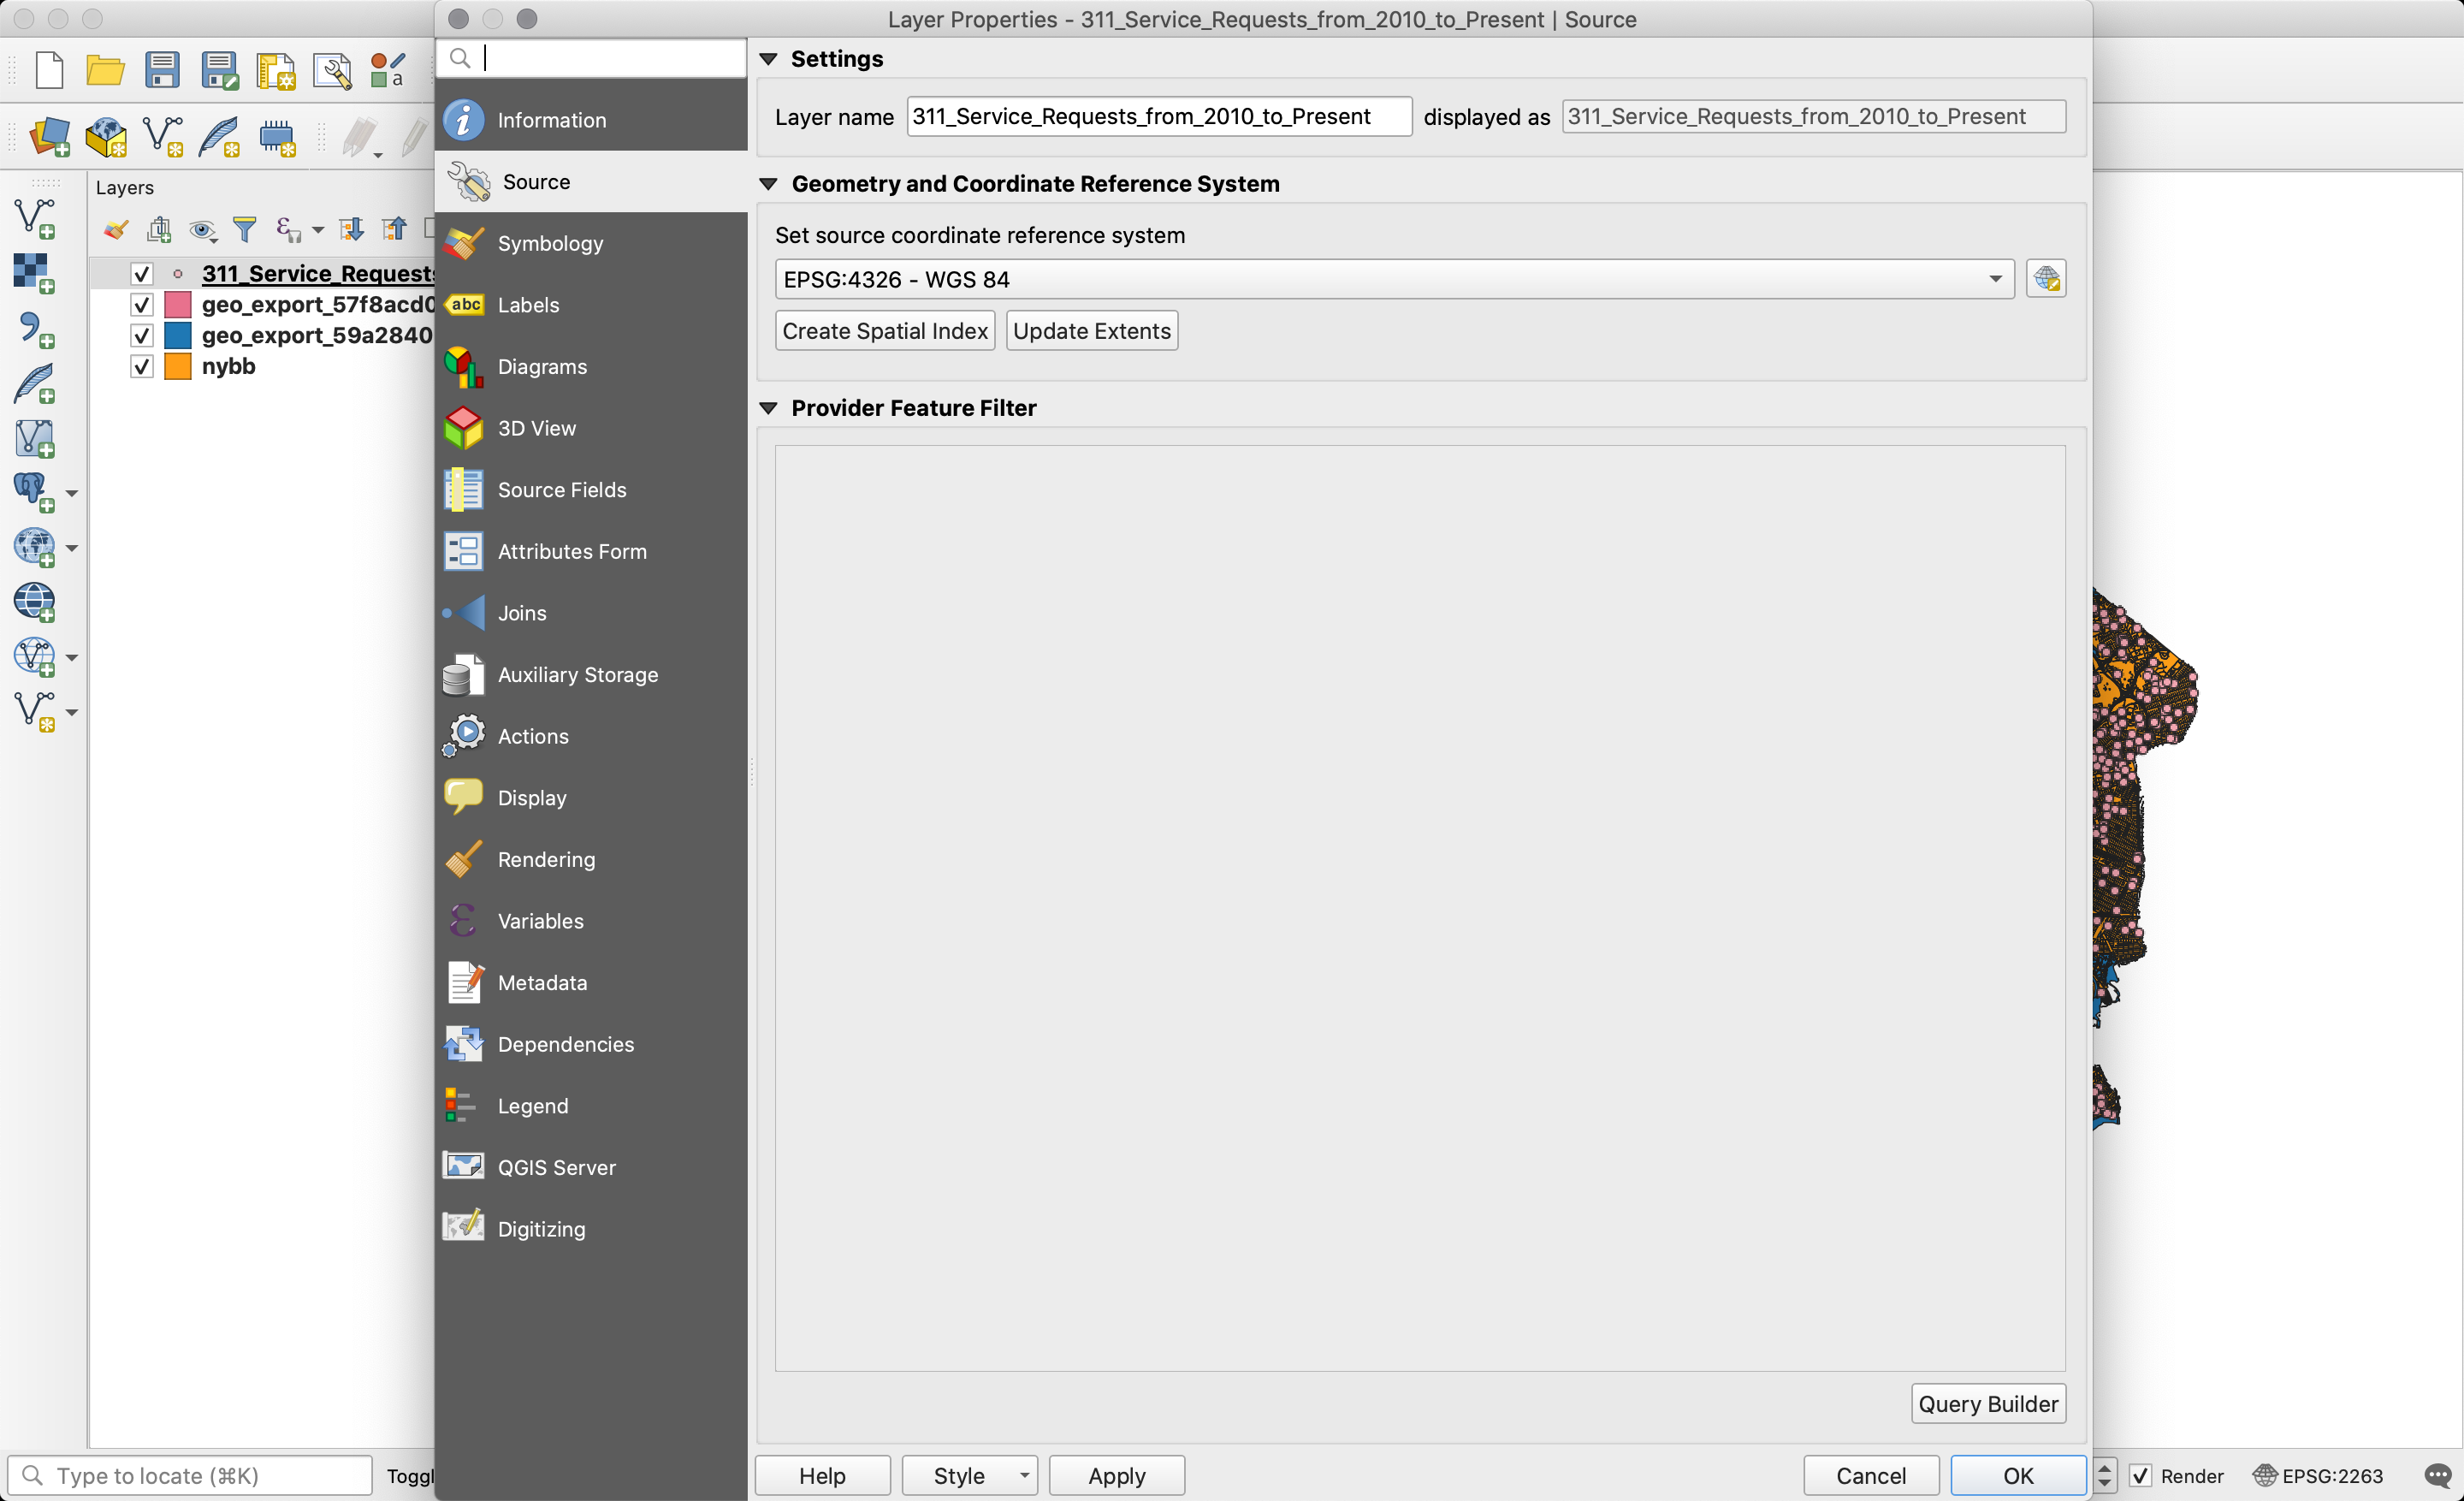 Layer Properties - 311_Service_Requests_from_2010_to_Present | Source
a
Layers
311_Service_Requests
geo_export_57f8acd0
geo_export_59a2840
nybb
Information
Source
Symbology
abc Labels
Diagrams
3D View
Source Fields
Attributes Form
Joins
Auxiliary Storage
Actions
Display
Rendering
Variables
Metadata
Dependencies
Legend
QGIS Server
Digitizing
Settings
Layer name 311_Service_Requests_from_2010_to_Present displayed as 311_Service_Requests_from_2010_to_Present
Geometry and Coordinate Reference System
Set source coordinate reference system
EPSG:4326 - WGS 84
Create Spatial Index Update Extents
Provider Feature Filter
Query Builder
Help Style Apply Cancel OK
Type to locate (⌘K) Toggl
Render EPSG:2263